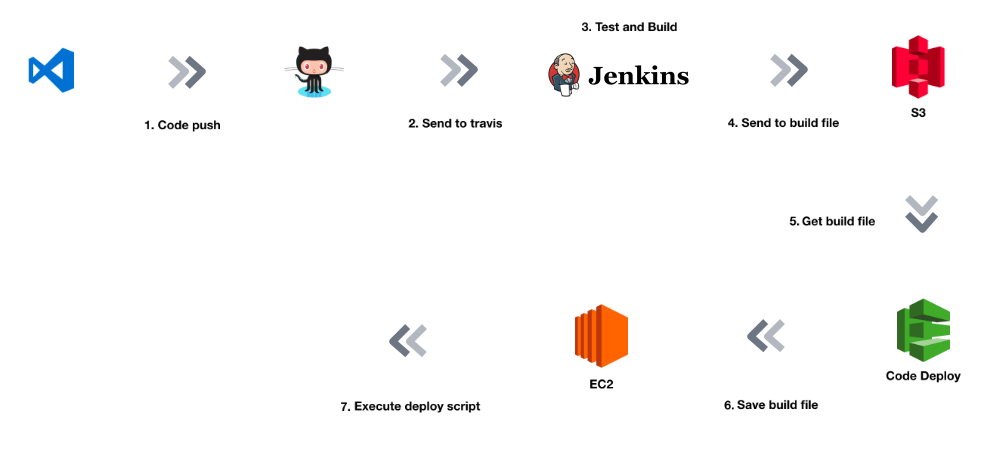 3. Test and Build
Jenkins
1. Code push
2. Send to travis
4. Send to build file
S3
5. Get build file
EC2
Code Deploy
7. Execute deploy script
6. Save build file